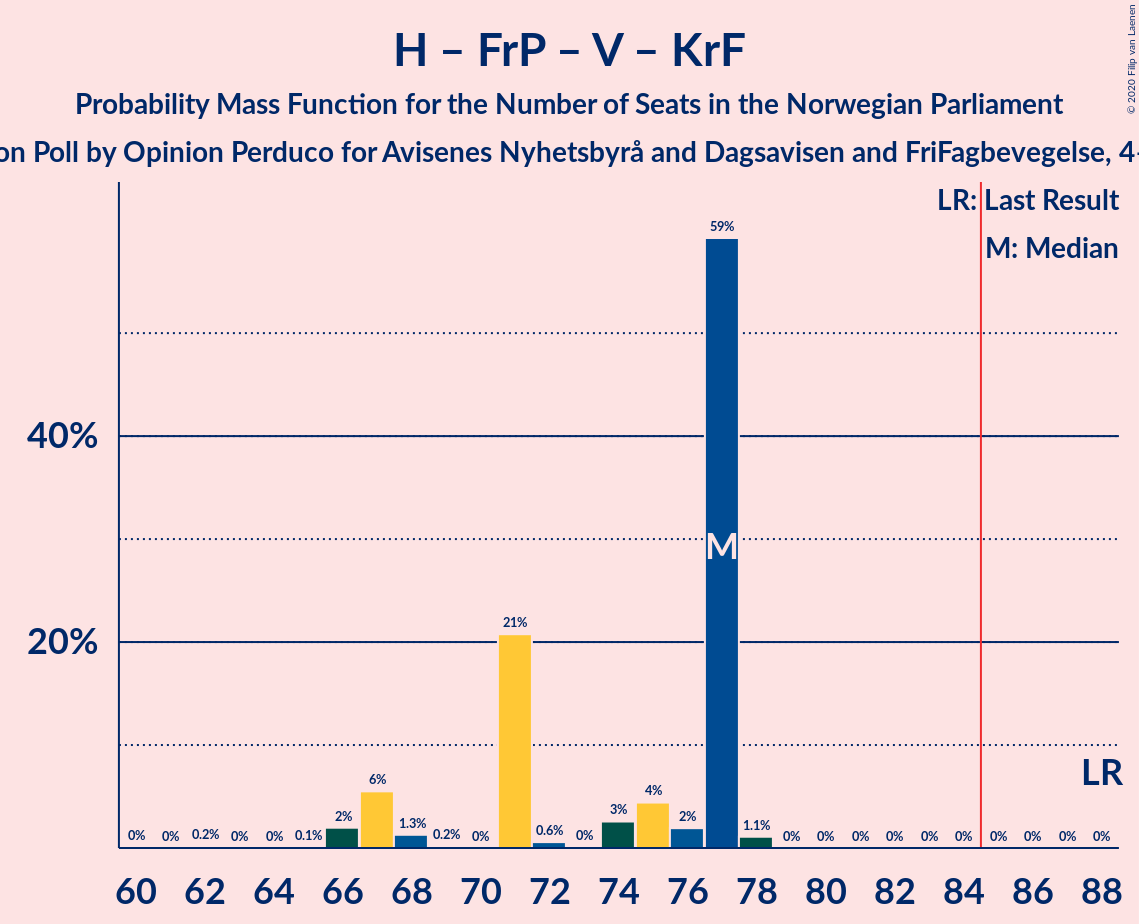 H – FrP – V – KrF
Probability Mass Function for the Number of Seats in the Norwegian Parliament
on Poll by Opinion Perduco for Avisenes Nyhetsbyrå and Dagsavisen and FriFagbevegelse, 4-
© 2020 Filip van Laenen
LR: Last Result
M: Median
40%
20%
0% 0% 0.2% 0% 0% 0.1% 2% 6% 1.3% 0.2% 0% 21% 0.6% 0% 3% 4% 2% 59% 1.1% 0% 0% 0% 0% 0% 0% 0% 0% 0% 0%
M
LR
60 62 64 66 68 70 72 74 76 78 80 82 84 86 88